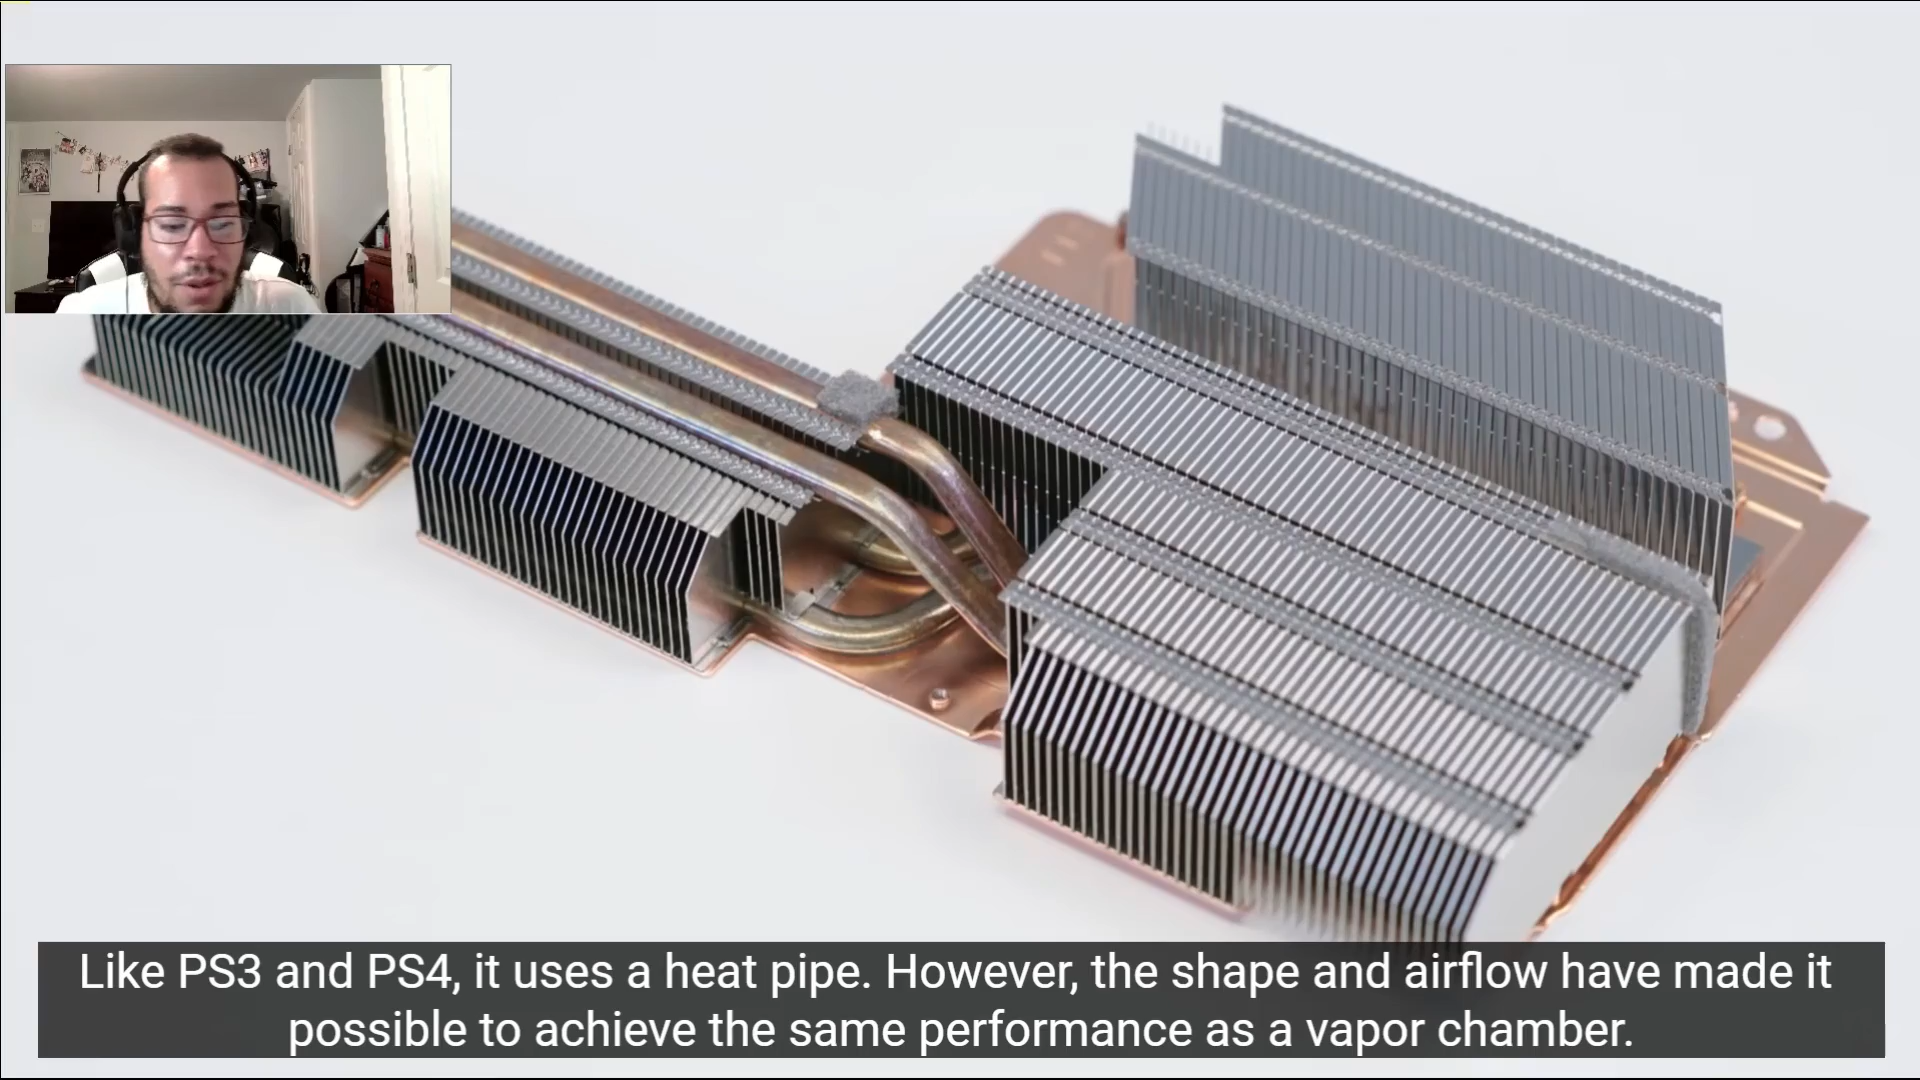 Like PS3 and PS4, it uses a heat pipe. However, the shape and airflow have made it
possible to achieve the same performance as a vapor chamber.